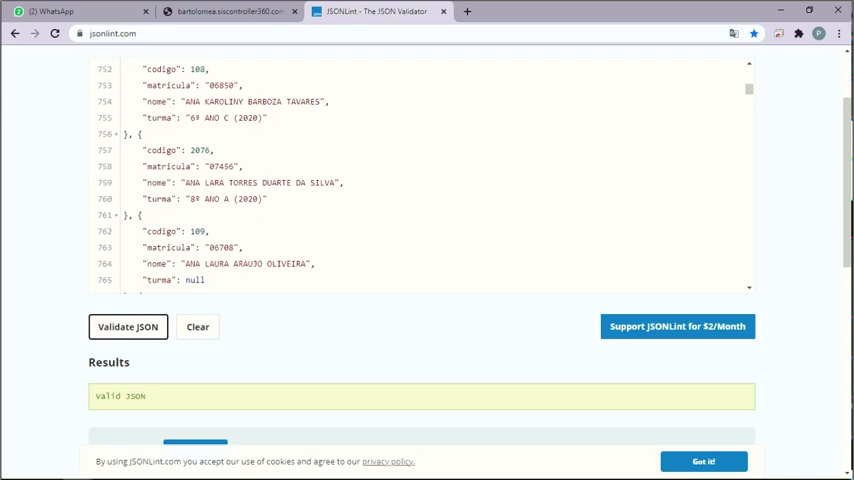 (2) WhatsApp
bartolomea.siscontroller360.com
JSONLint - The JSON Validator
jsonlint.com
P
752 "codigo": 108,
753 "matricula": "06850",
754 "nome": "ANA KAROLINY BARBOZA TAVARES",
755 "turma": "6º ANO C (2020)"
756 }, {
757 "codigo": 2076,
758 "matricula": "07456",
759 "nome": "ANA LARA TORRES DUARTE DA SILVA",
760 "turma": "8º ANO A (2020)"
761 }, {
762 "codigo": 109,
763 "matricula": "06708",
764 "nome": "ANA LAURA ARAUJO OLIVEIRA",
765 "turma": null
Validate JSON
Clear
Support JSONLint for $2/Month
Results
Valid JSON
By using JSONLint.com you accept our use of cookies and agree to our privacy policy.
Got it!